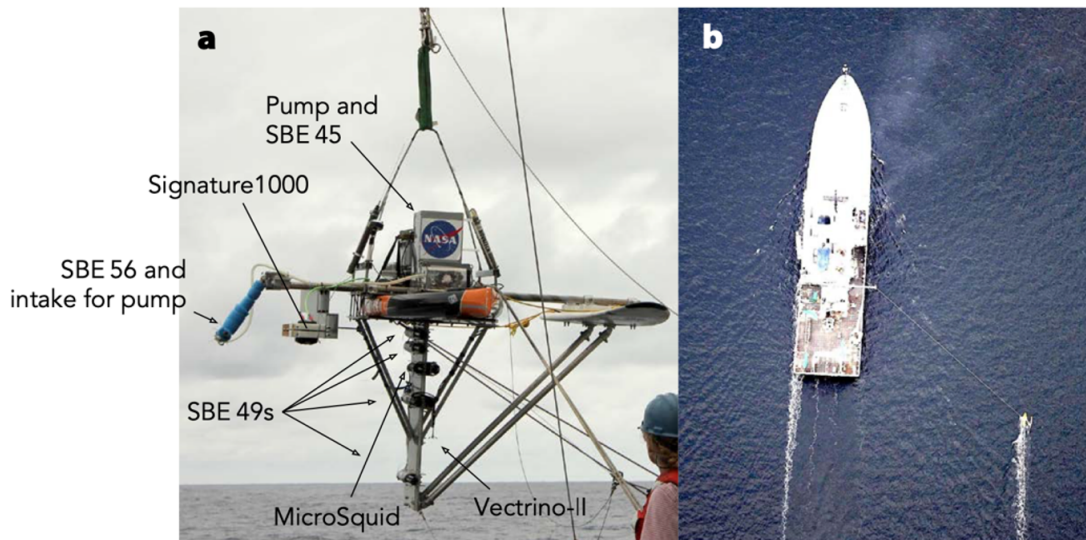 a
b
Pump and
SBE 45
Signature1000
NASA
SBE 56 and
intake for pump
SBE 49s
MicroSquid
Vectrino-II